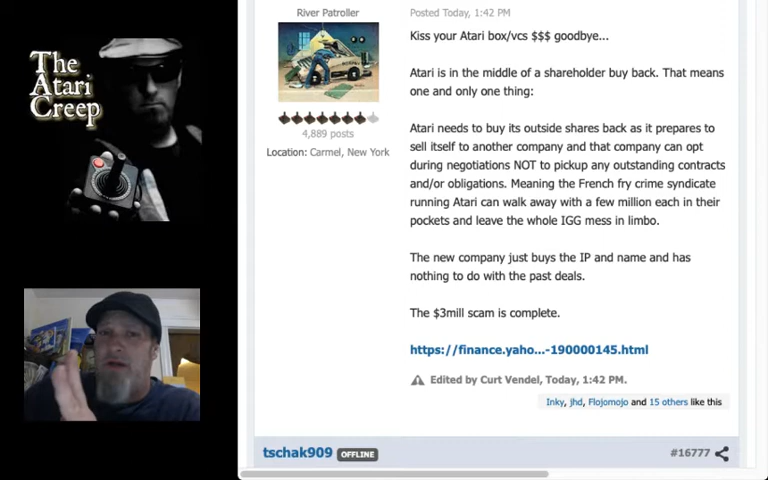 The
Atari
Creep
River Patroller
4,889 posts
Location: Carmel, New York
Posted Today, 1:42 PM
Kiss your Atari box/vcs $$$ goodbye...
Atari is in the middle of a shareholder buy back. That means
one and only one thing:
Atari needs to buy its outside shares back as it prepares to
sell itself to another company and that company can opt
during negotiations NOT to pickup any outstanding contracts
and/or obligations. Meaning the French fry crime syndicate
running Atari can walk away with a few million each in their
pockets and leave the whole IGG mess in limbo.
The new company just buys the IP and name and has
nothing to do with the past deals.
The $3mill scam is complete.
https://finance.yaho...-190000145.html
Edited by Curt Vendel, Today, 1:42 PM.
Inky, jhd, Flojomojo and 15 others like this
tschak909 OFFLINE
#16777